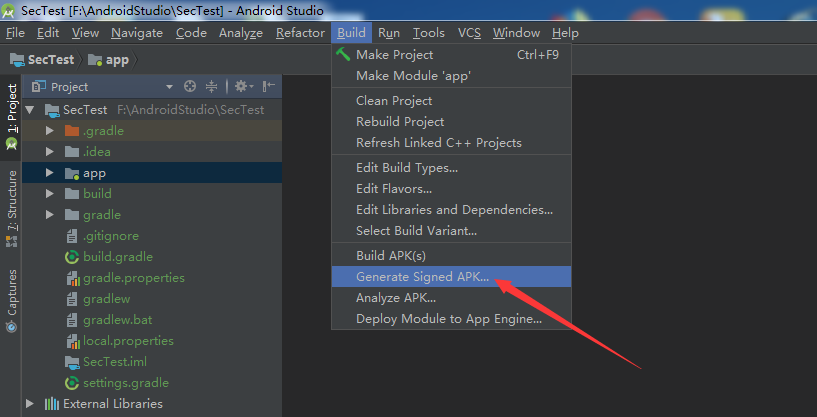 SecTest [F:\AndroidStudio\SecTest] - Android Studio
File Edit View Navigate Code Analyze Refactor Build Run Tools VCS Window Help
SecTest app
Make Project Ctrl+F9
Make Module 'app'
Clean Project
Rebuild Project
Refresh Linked C++ Projects
Edit Build Types...
Edit Flavors...
Edit Libraries and Dependencies...
Select Build Variant...
Build APK(s)
Generate Signed APK...
Analyze APK...
Deploy Module to App Engine...
1: Project
7: Structure
Captures
Project
SecTest F:\AndroidStudio\SecTest
.gradle
.idea
app
build
gradle
.gitignore
build.gradle
gradle.properties
gradlew
gradlew.bat
local.properties
SecTest.iml
settings.gradle
External Libraries